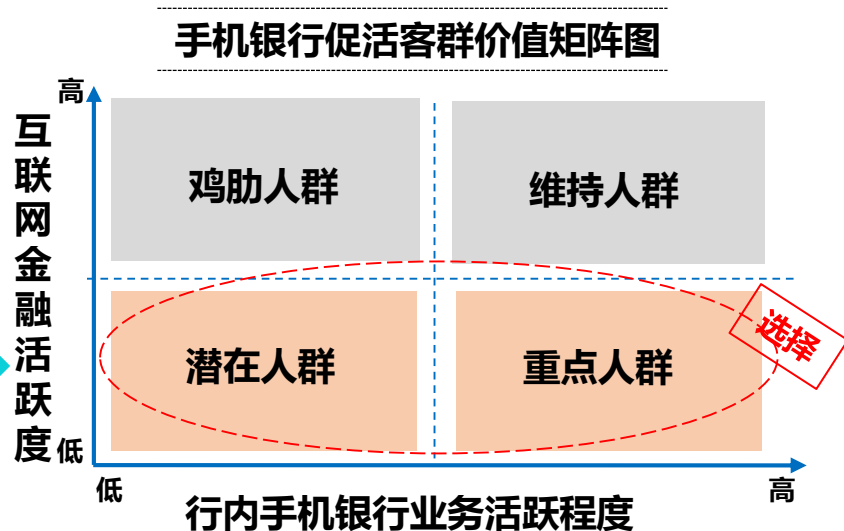 手机银行促活客群价值矩阵图
高
互联网金融活跃度
鸡肋人群
维持人群
潜在人群
重点人群
选择
低
低
高
行内手机银行业务活跃程度